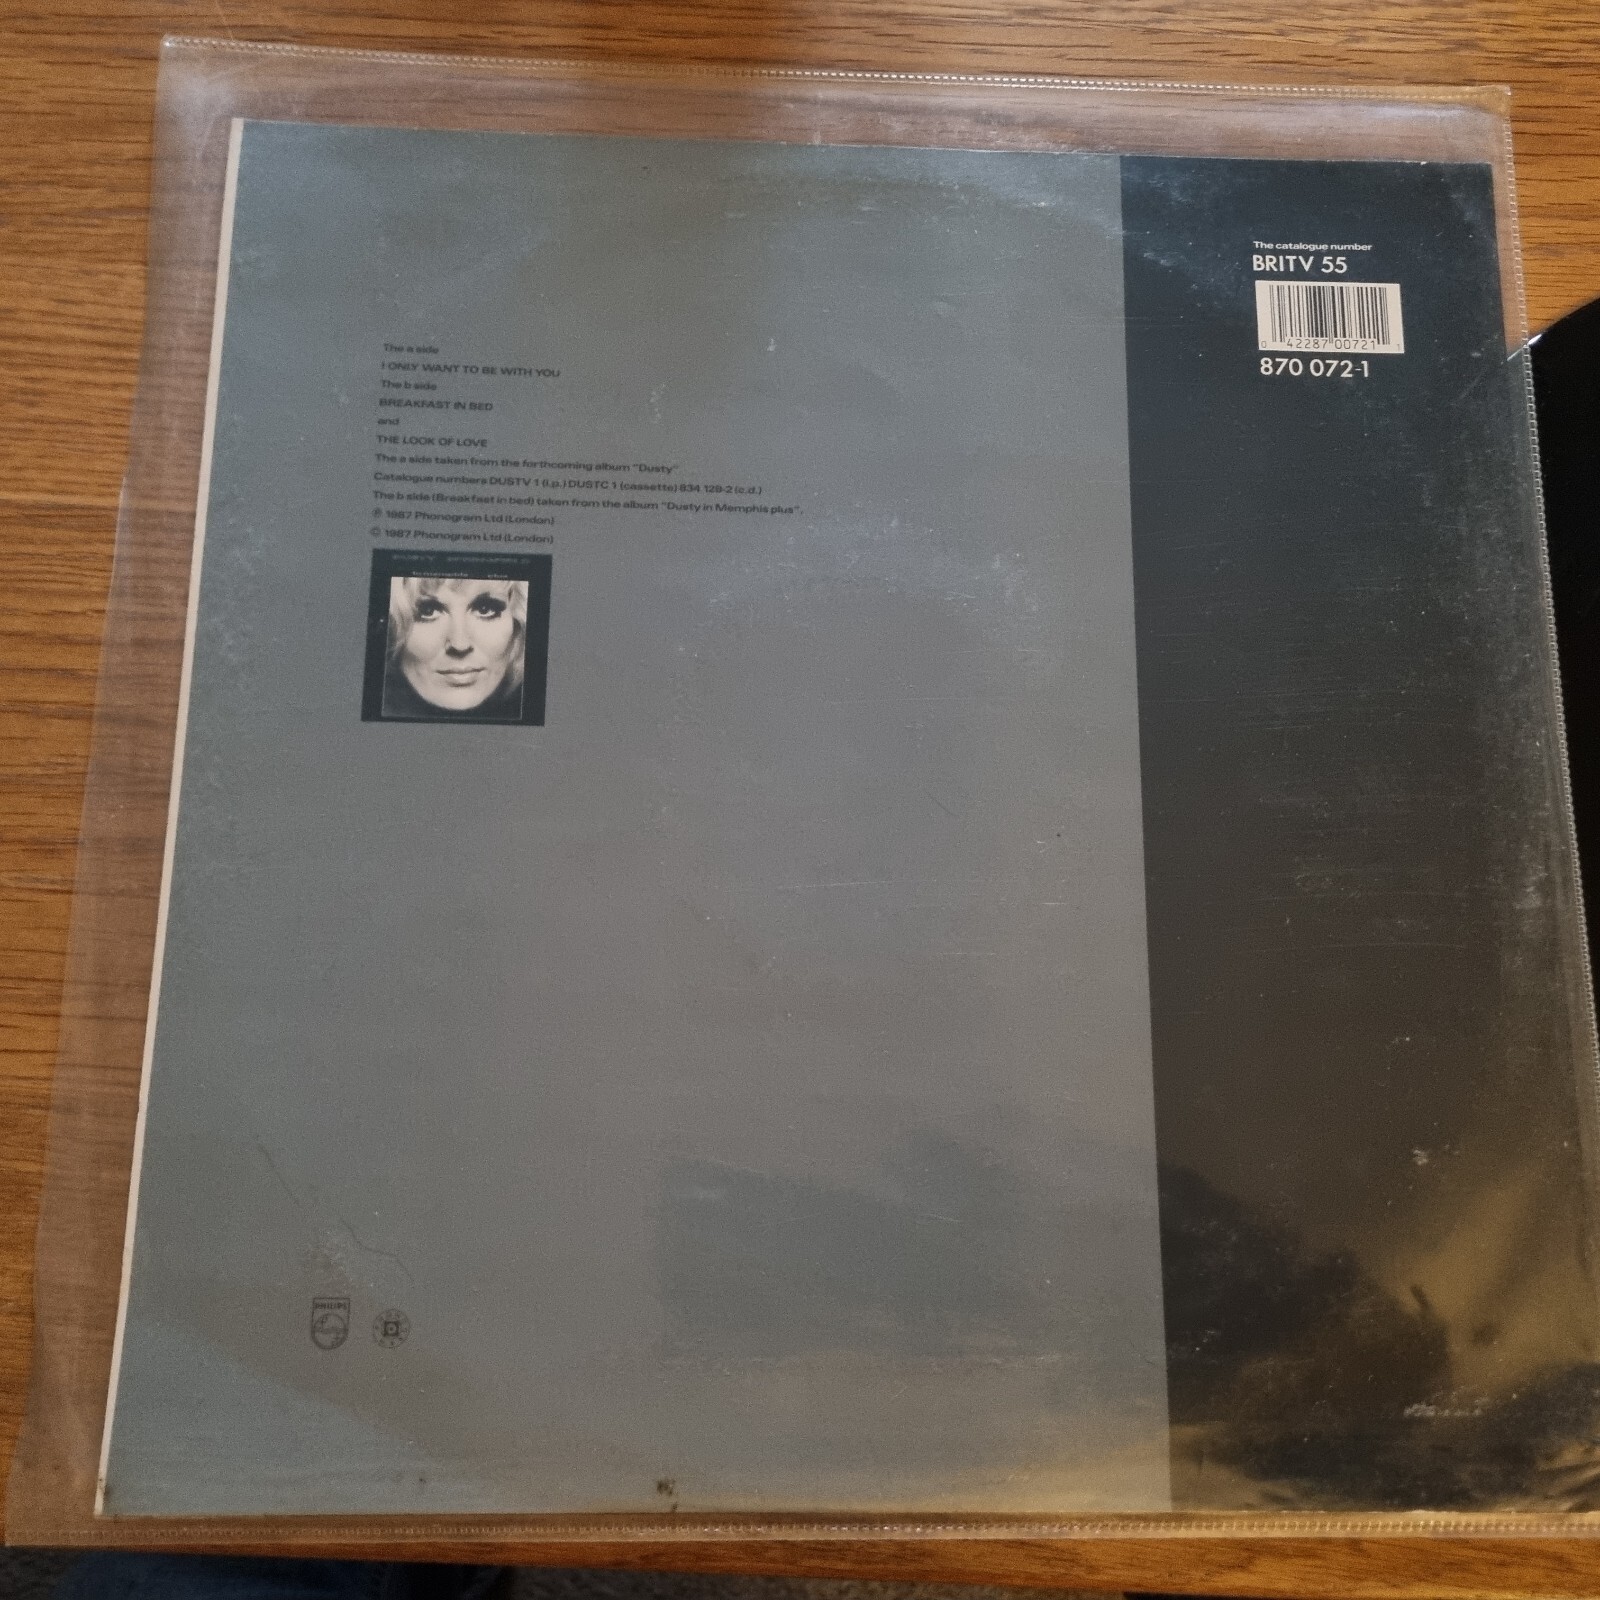 The catalogue number
BRITV 55
0 42287 00721 1
870 072-1
The a side
I ONLY WANT TO BE WITH YOU
The b side
BREAKFAST IN BED
and
THE LOOK OF LOVE
The a side taken from the forthcoming album "Dusty"
Catalogue numbers DUSTV 1 (l.p.) DUSTC 1 (cassette) 834 128-2 (c.d.)
The b side (Breakfast in bed) taken from the album "Dusty in Memphis plus".
℗ 1987 Phonogram Ltd (London)
© 1987 Phonogram Ltd (London)
PHILIPS